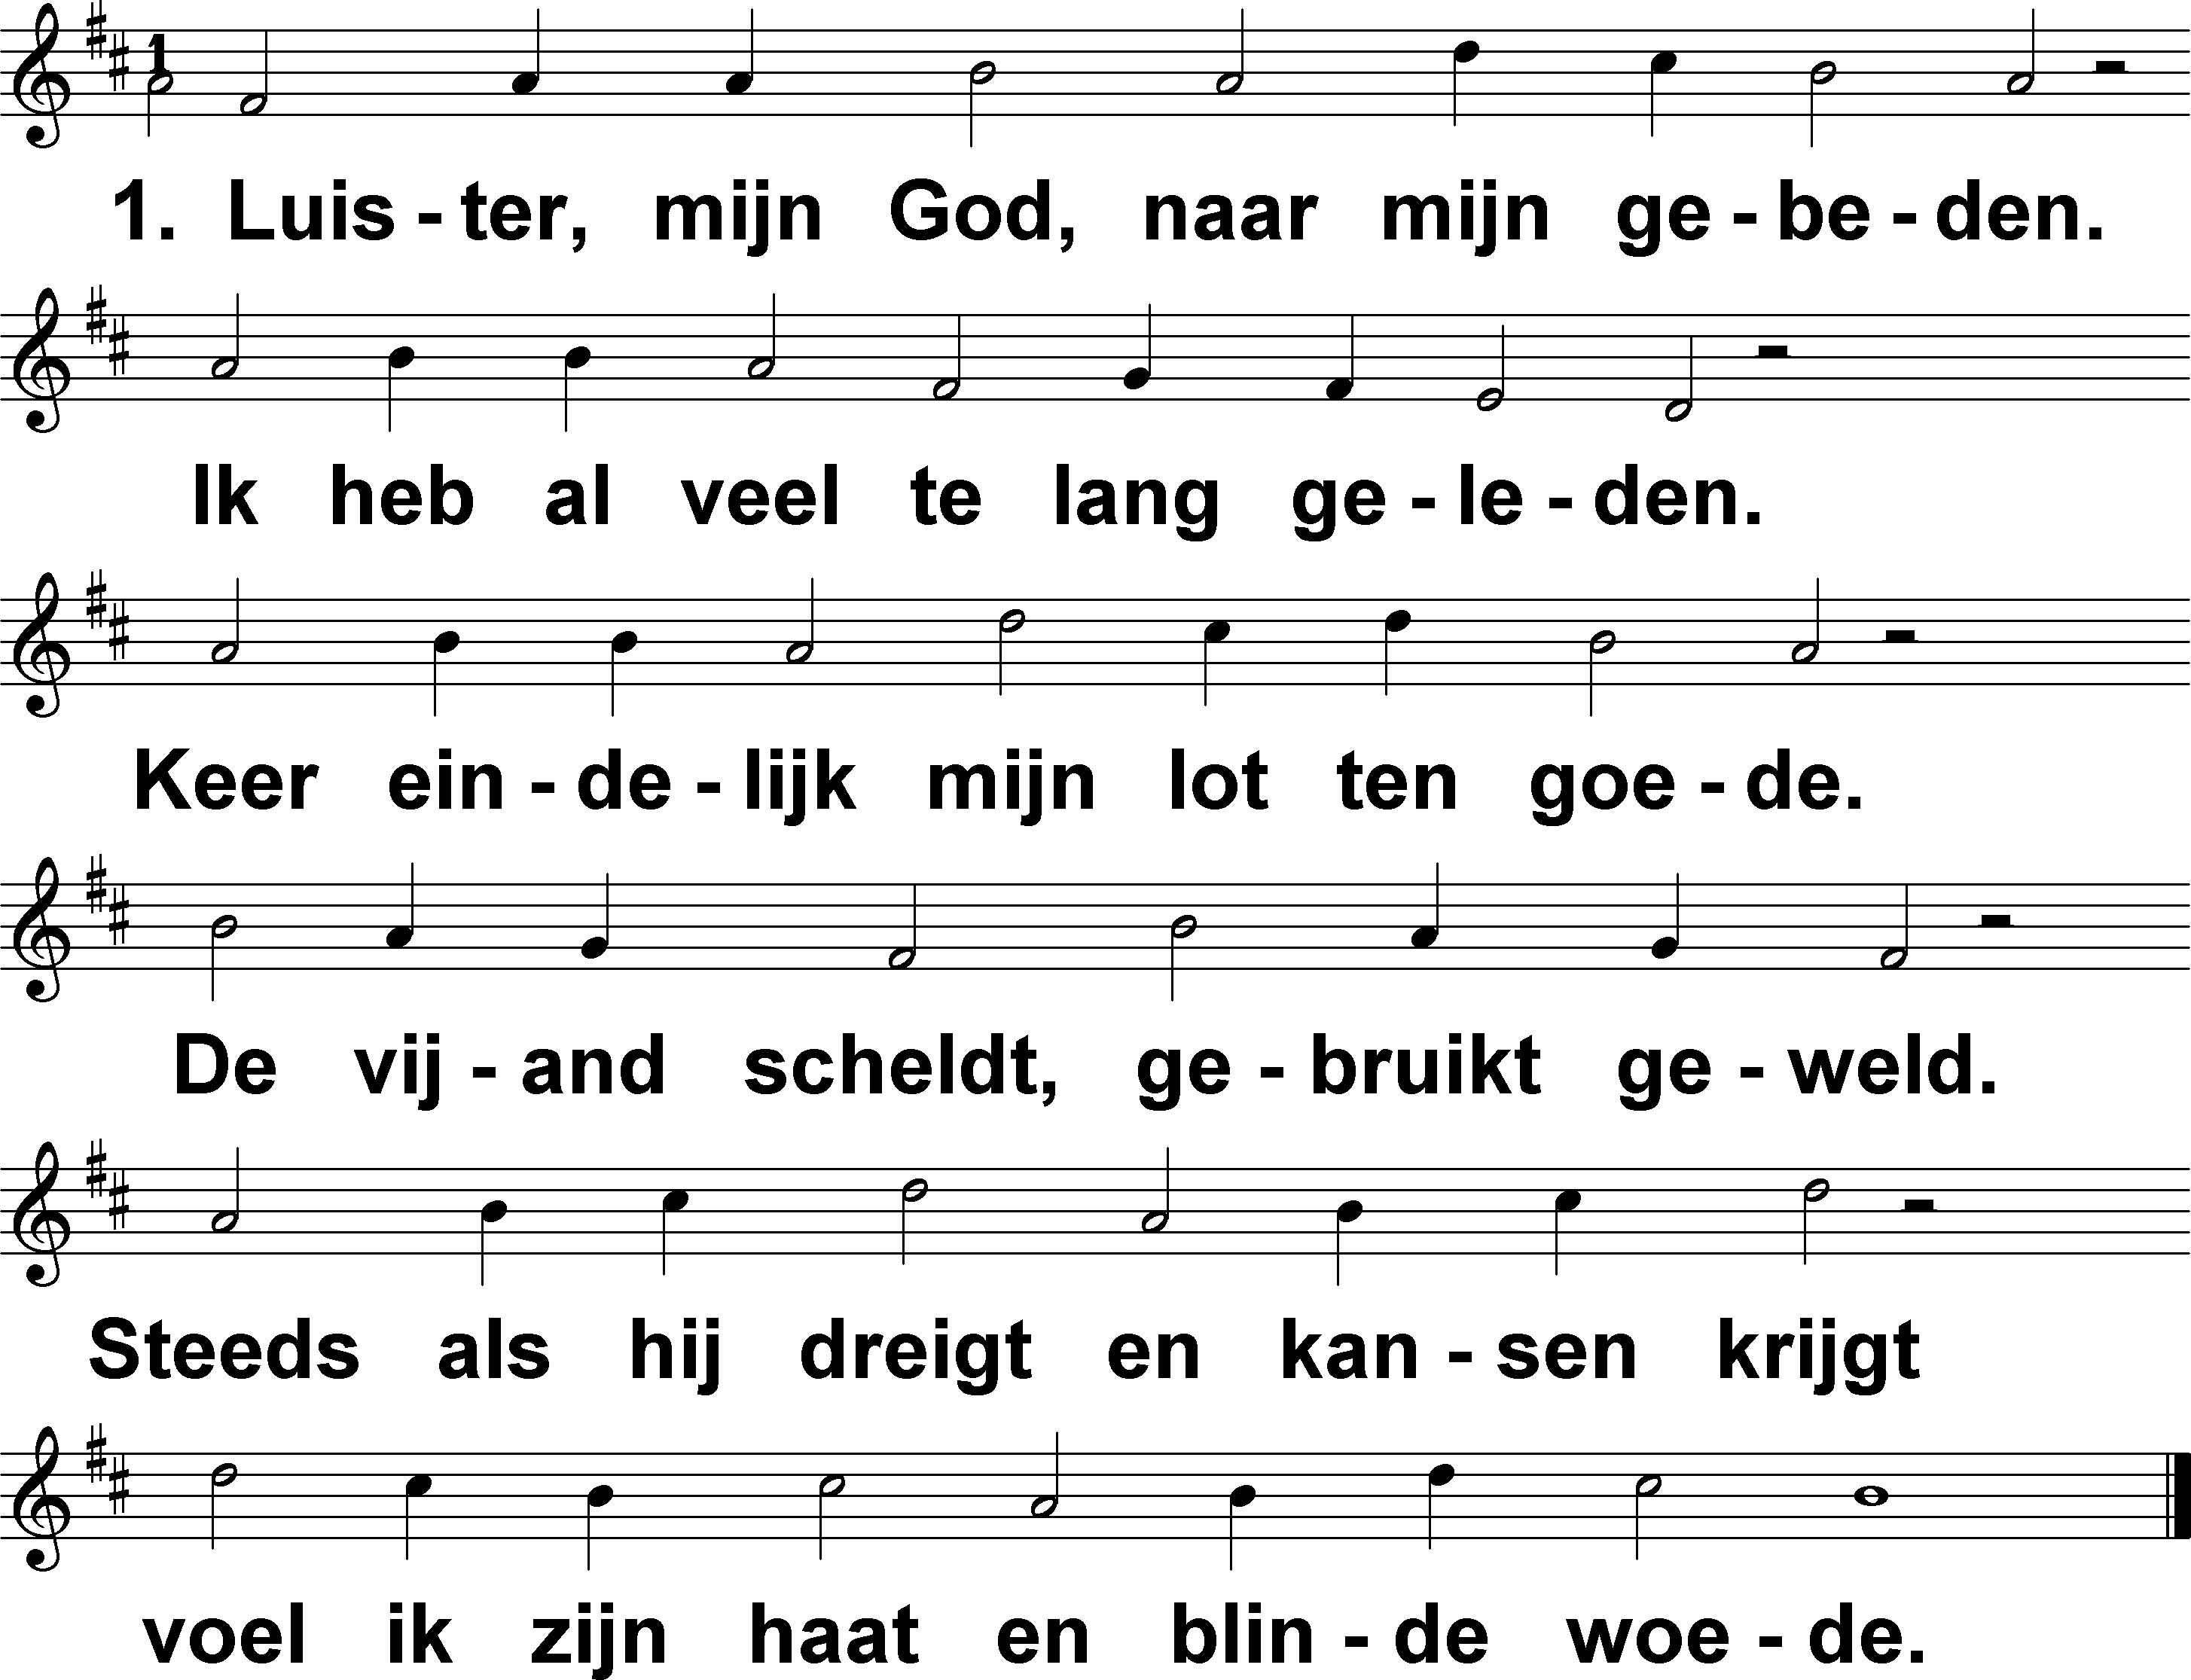 1
1. Luis - ter, mijn God, naar mijn ge - be - den.
Ik heb al veel te lang ge - le - den.
Keer ein - de - lijk mijn lot ten goe - de.
De vij - and scheldt, ge - bruikt ge - weld.
Steeds als hij dreigt en kan - sen krijgt
voel ik zijn haat en blin - de woe - de.